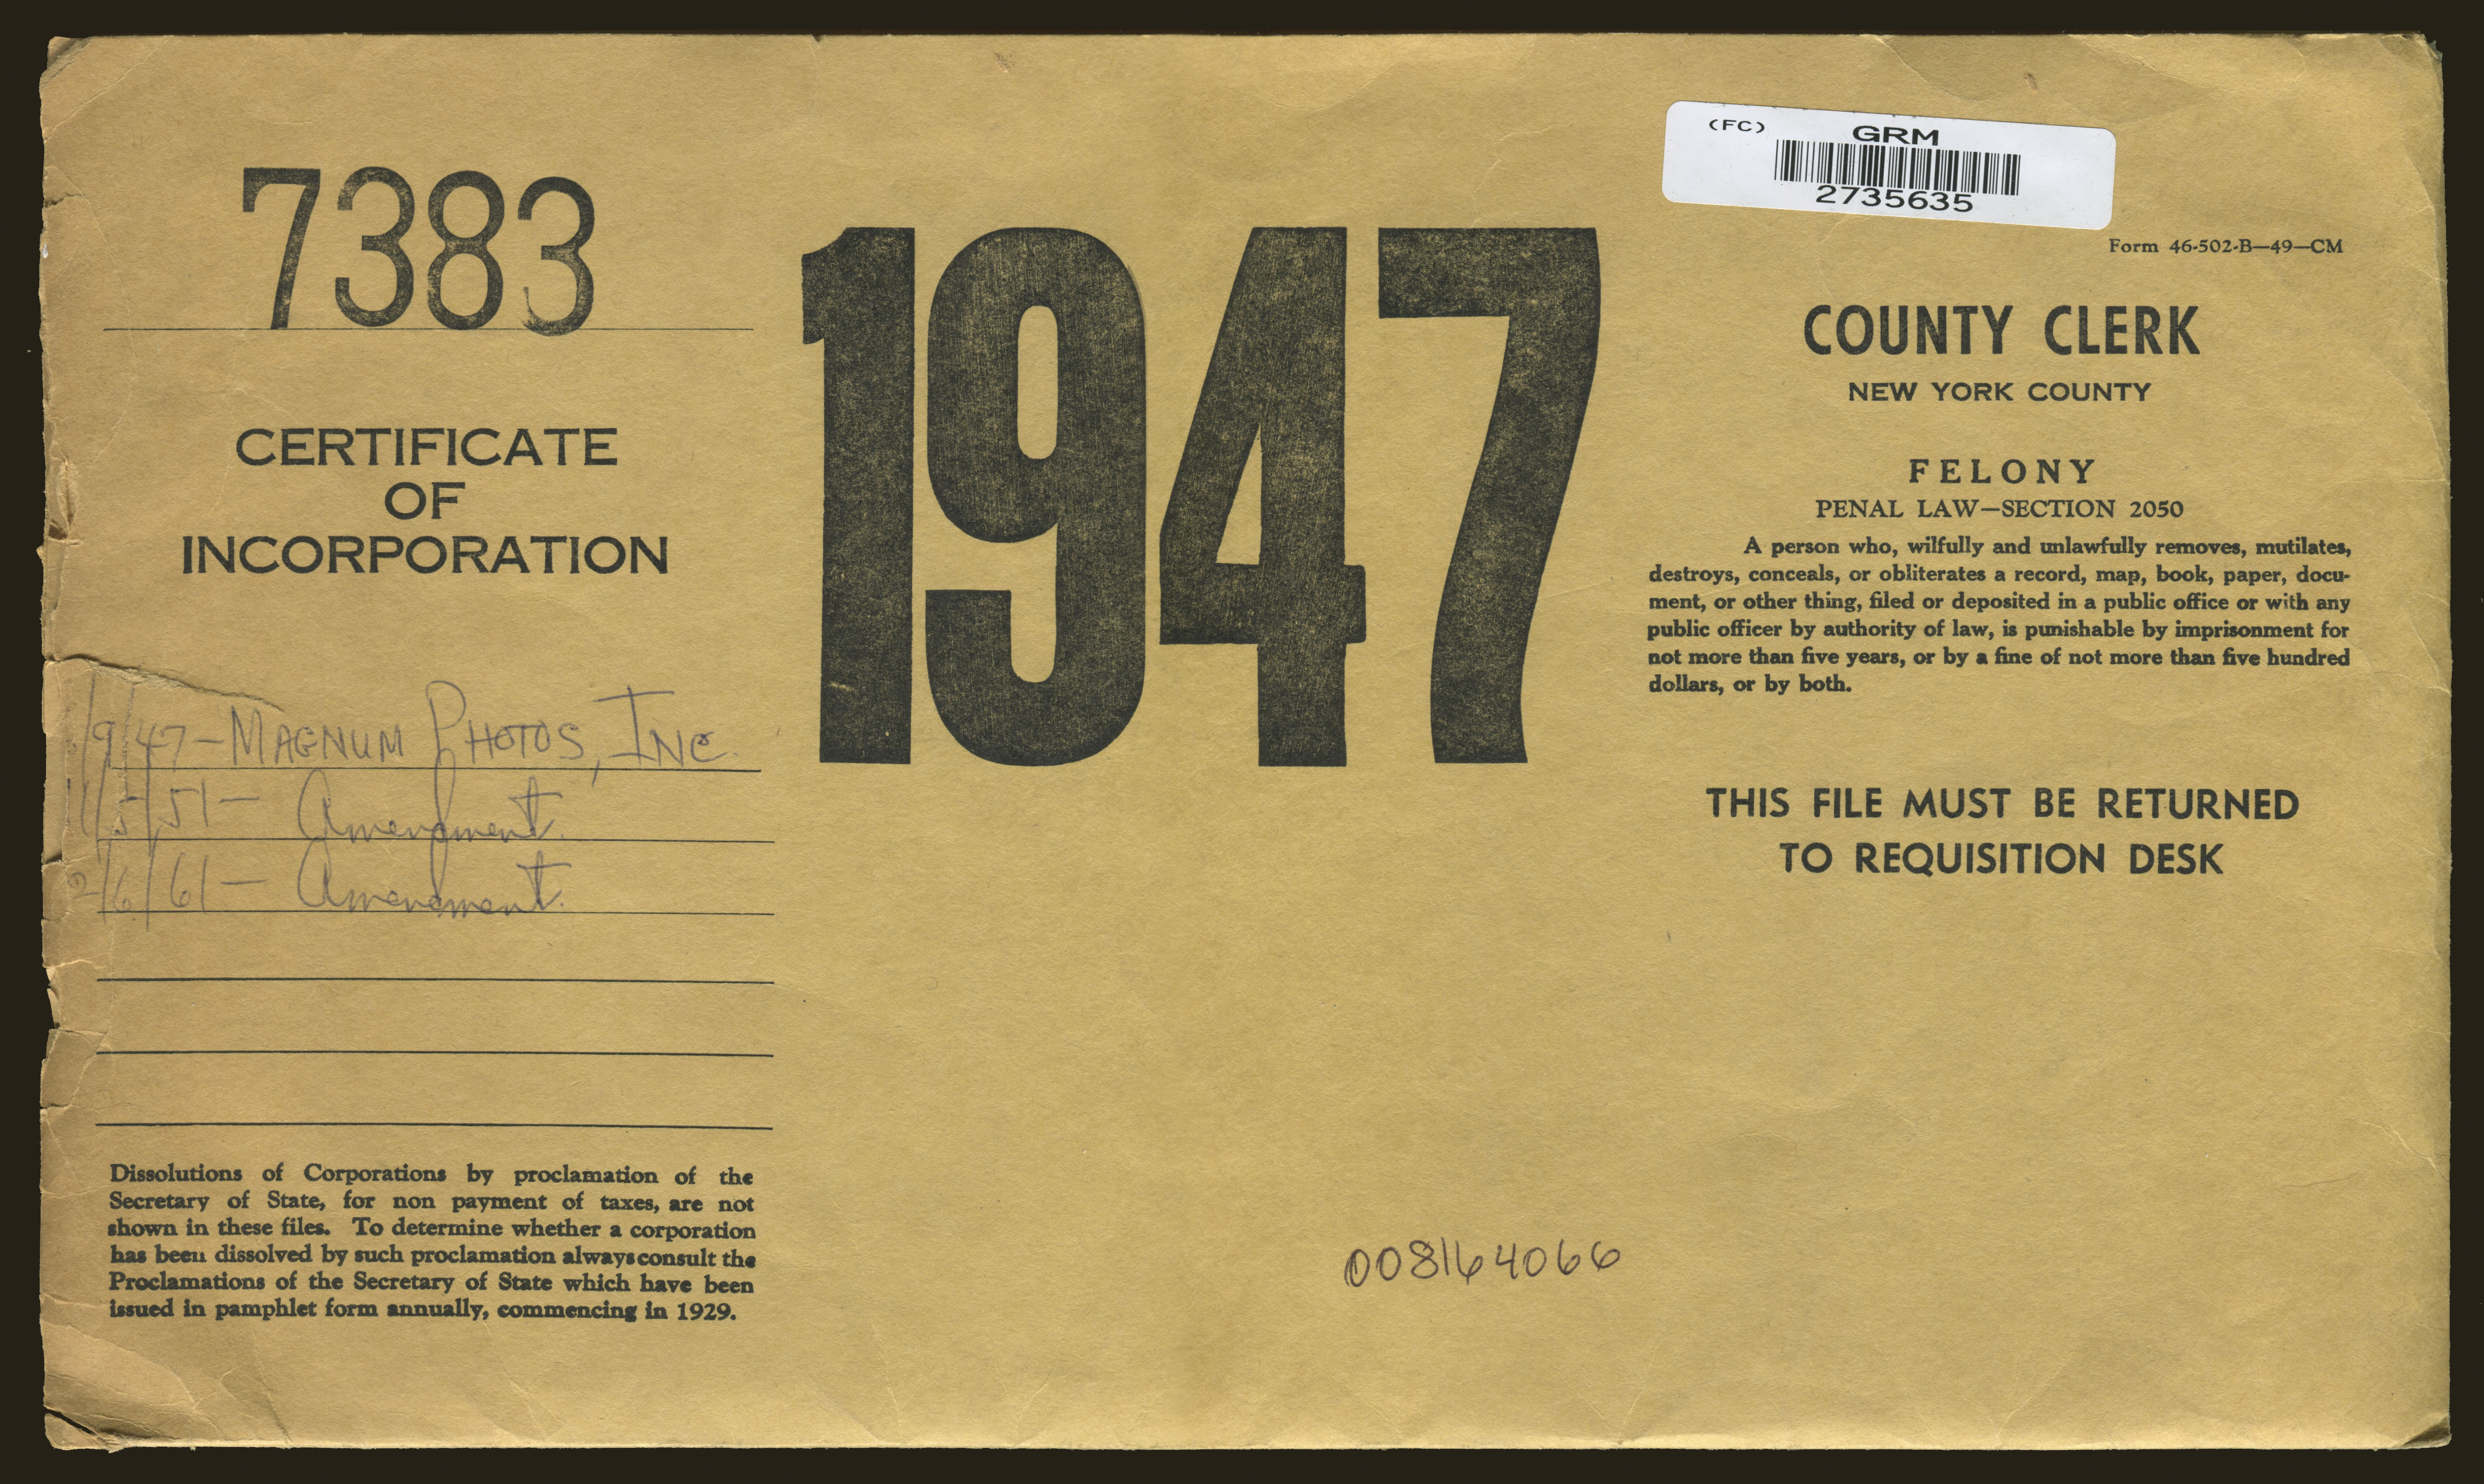 7383
CERTIFICATE
OF
INCORPORATION
/9/47 - MAGNUM PHOTOS, INC.
11/5/51 - Amendment.
2/6/61 - Amendment.
Dissolutions of Corporations by proclamation of the
Secretary of State, for non payment of taxes, are not
shown in these files. To determine whether a corporation
has been dissolved by such proclamation always consult the
Proclamations of the Secretary of State which have been
issued in pamphlet form annually, commencing in 1929.
1947
(FC) GRM
2735635
Form 46-502-B—49—CM
COUNTY CLERK
NEW YORK COUNTY
FELONY
PENAL LAW—SECTION 2050
A person who, wilfully and unlawfully removes, mutilates,
destroys, conceals, or obliterates a record, map, book, paper, docu-
ment, or other thing, filed or deposited in a public office or with any
public officer by authority of law, is punishable by imprisonment for
not more than five years, or by a fine of not more than five hundred
dollars, or by both.
THIS FILE MUST BE RETURNED
TO REQUISITION DESK
008164066